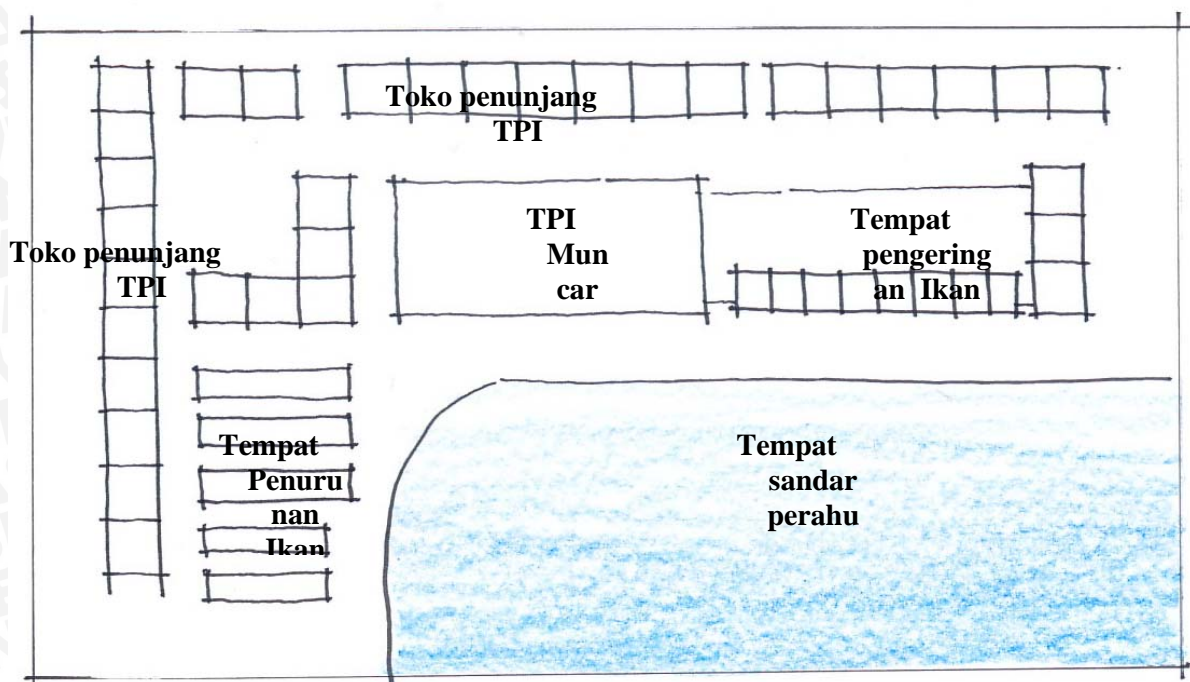 Toko penunjang
TPI
TPI
Mun
car
Tempat
pengering
an Ikan
Toko penunjang
TPI
Tempat
Penuru
nan
Ikan
Tempat
sandar
perahu